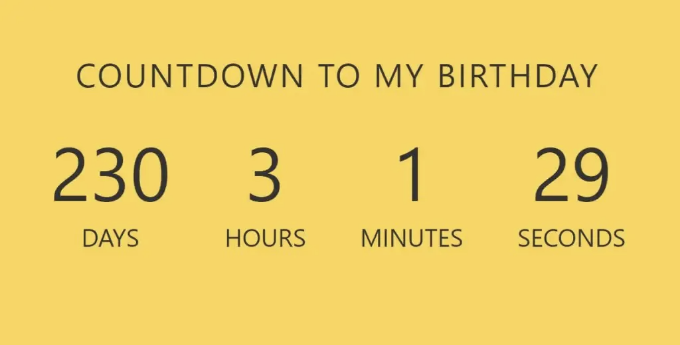 COUNTDOWN TO MY BIRTHDAY
230 3 1 29
DAYS HOURS MINUTES SECONDS